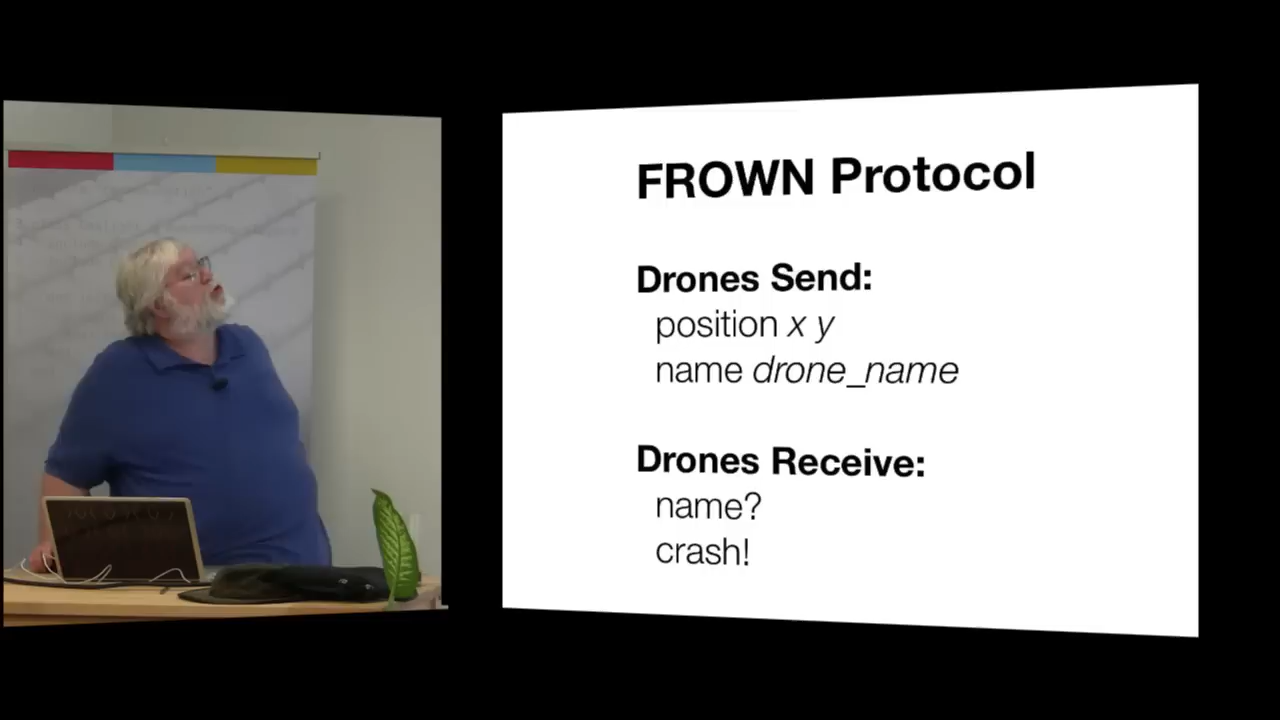 FROWN Protocol
Drones Send:
position x y
name drone_name
Drones Receive:
name?
crash!